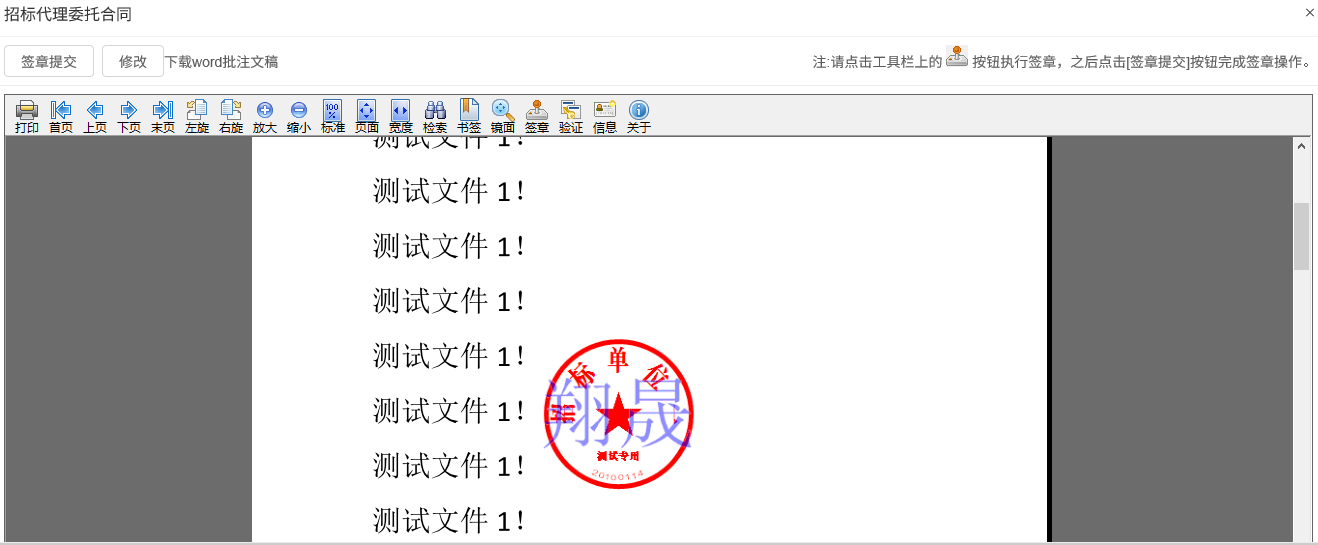 招标代理委托合同
×
签章提交 修改 下载word批注文稿 注:请点击工具栏上的 按钮执行签章，之后点击[签章提交]按钮完成签章操作。
打印 首页 上页 下页 末页 左旋 右旋 放大 缩小 标准 页面 宽度 检索 书签 镜面 签章 验证 信息 关于
测试文件 1！
测试文件 1！
测试文件 1！
测试文件 1！
测试文件 1！
测试文件 1！
测试文件 1！
测试文件 1！
招标单位
翔晟
测试专用
20100114